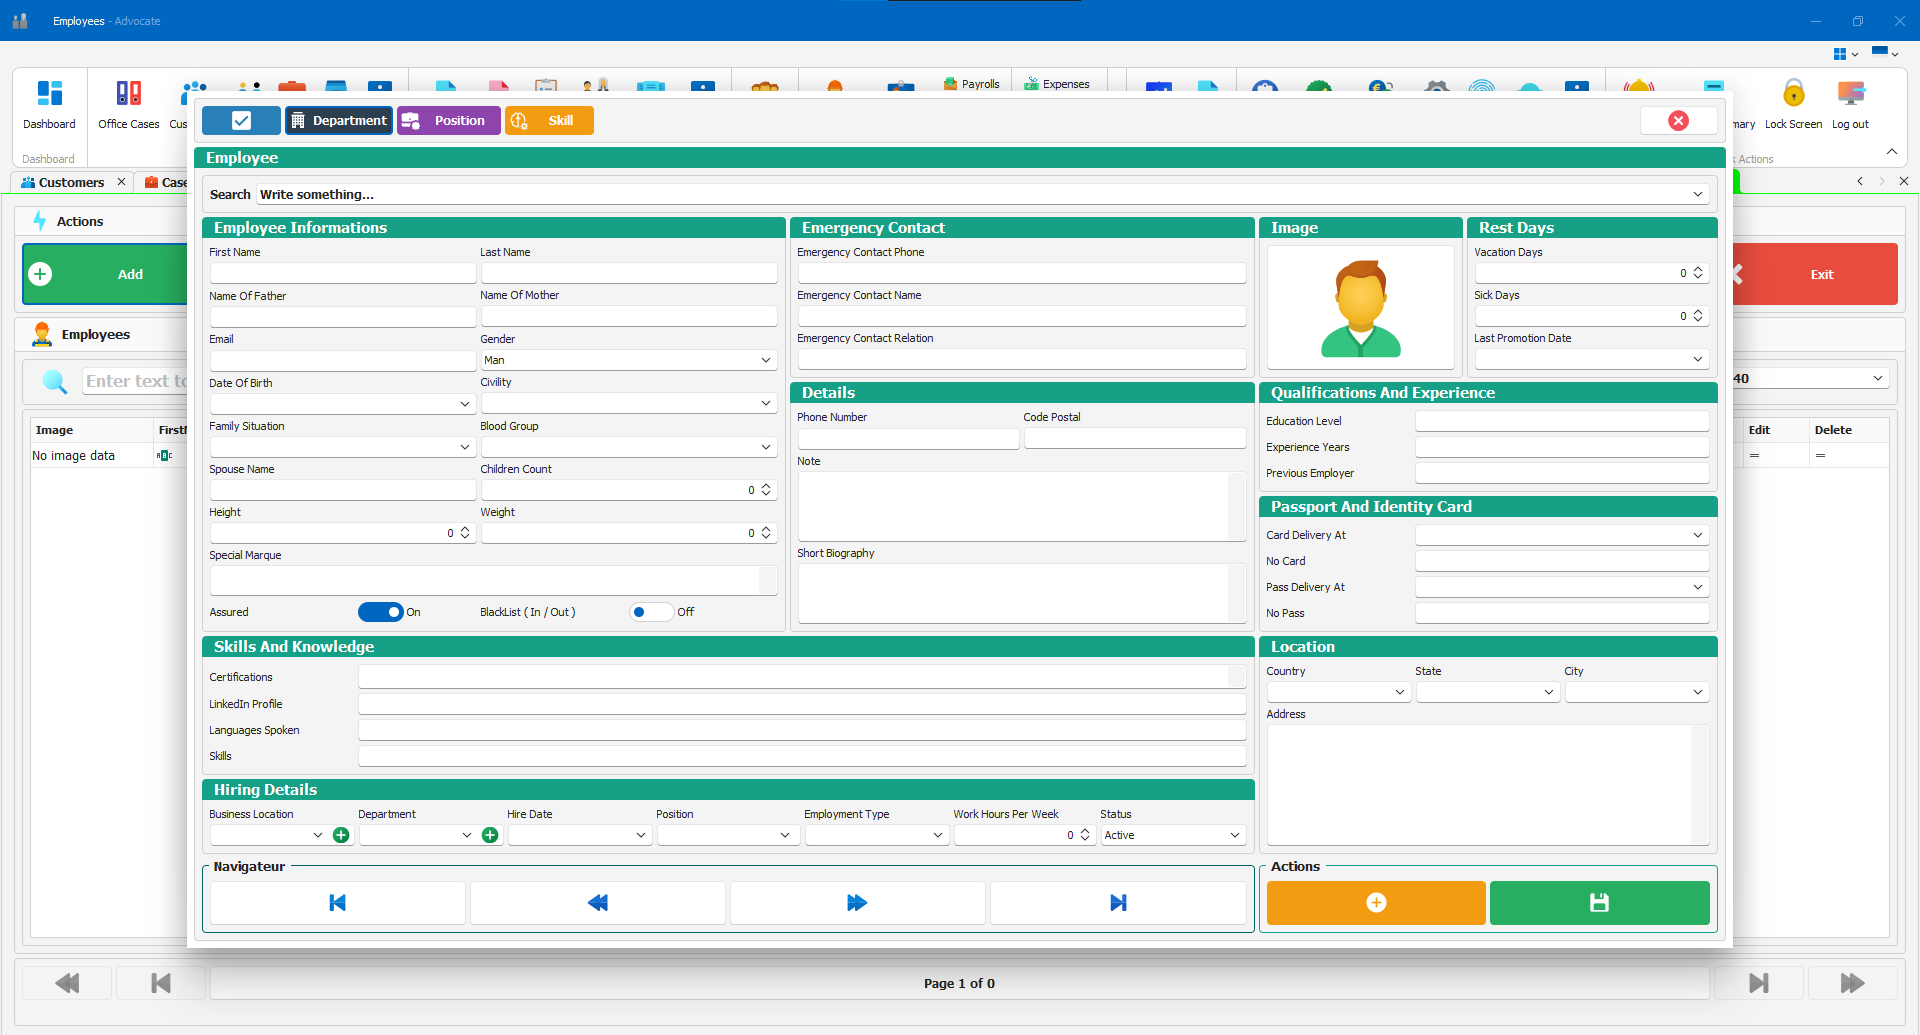 Employees - Advocate
Dashboard
Office Cases
Payrolls
Expenses
Lock Screen
Log out
Dashboard
Actions
Department
Position
Skill
Employee
Customers
Search
Write something...
Actions
Add
Exit
Employees
Employee Informations
First Name
Last Name
Name Of Father
Name Of Mother
Email
Gender
Man
Date Of Birth
Civility
Family Situation
Blood Group
Spouse Name
Children Count
0
Height
Weight
0
0
Special Marque
Assured
On
BlackList ( In / Out )
Off
Emergency Contact
Emergency Contact Phone
Emergency Contact Name
Emergency Contact Relation
Details
Phone Number
Code Postal
Note
Short Biography
Image
Rest Days
Vacation Days
0
Sick Days
0
Last Promotion Date
Qualifications And Experience
Education Level
Experience Years
Previous Employer
Passport And Identity Card
Card Delivery At
No Card
Pass Delivery At
No Pass
Enter text to
40
Image
Edit
Delete
No image data
=
=
Skills And Knowledge
Certifications
LinkedIn Profile
Languages Spoken
Skills
Location
Country
State
City
Address
Hiring Details
Business Location
Department
Hire Date
Position
Employment Type
Work Hours Per Week
0
Status
Active
Navigateur
Actions
Page 1 of 0